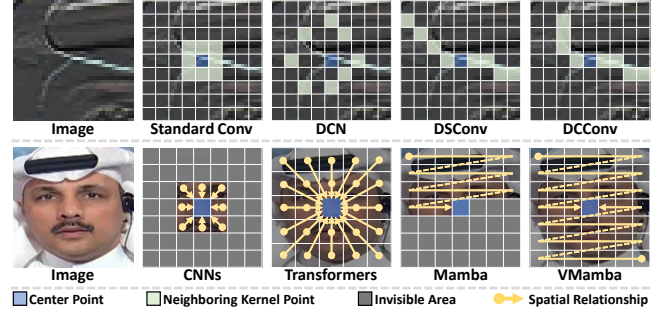 Image Standard Conv DCN DSConv DCConv
Image CNNs Transformers Mamba VMamba
Center Point Neighboring Kernel Point Invisible Area Spatial Relationship